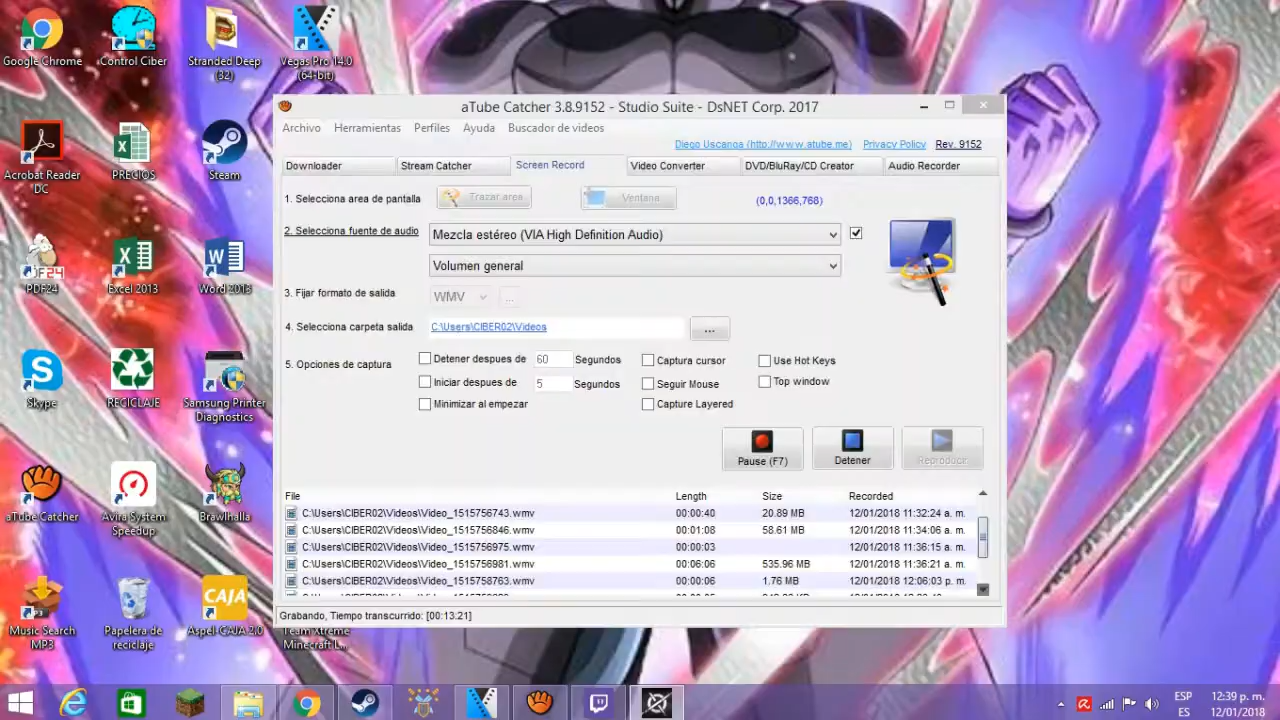 Google Chrome
Control Ciber
Stranded Deep
(32)
Vegas Pro 14.0
(64-bit)
Acrobat Reader
DC
PRECIOS
Steam
PDF24
Excel 2013
Word 2013
Skype
RECICLAJE
Samsung Printer
Diagnostics
aTube Catcher
Avira System
Speedup
Brawlhalla
Music Search
MP3
Papelera de
reciclaje
CAJA
Aspel-CAJA 2.0
Team Xtreme
Minecraft L...
aTube Catcher 3.8.9152 - Studio Suite - DsNET Corp. 2017
Archivo Herramientas Perfiles Ayuda Buscador de videos
Diego Uscanga (http://www.atube.me) Privacy Policy Rev. 9152
Downloader Stream Catcher Screen Record Video Converter DVD/BluRay/CD Creator Audio Recorder
1. Selecciona area de pantalla Trazar area Ventana (0,0,1366,768)
2. Selecciona fuente de audio Mezcla estéreo (VIA High Definition Audio)
Volumen general
3. Fijar formato de salida WMV ...
4. Selecciona carpeta salida C:\Users\CIBER02\Videos ...
5. Opciones de captura
Detener despues de 60 Segundos Captura cursor Use Hot Keys
Iniciar despues de 5 Segundos Seguir Mouse Top window
Minimizar al empezar Capture Layered
Pause (F7) Detener Reproducir
File Length Size Recorded
C:\Users\CIBER02\Videos\Video_1515756743.wmv 00:00:40 20.89 MB 12/01/2018 11:32:24 a. m.
C:\Users\CIBER02\Videos\Video_1515756846.wmv 00:01:08 58.61 MB 12/01/2018 11:34:06 a. m.
C:\Users\CIBER02\Videos\Video_1515756975.wmv 00:00:03 12/01/2018 11:36:15 a. m.
C:\Users\CIBER02\Videos\Video_1515756981.wmv 00:06:06 535.96 MB 12/01/2018 11:36:21 a. m.
C:\Users\CIBER02\Videos\Video_1515758763.wmv 00:00:06 1.76 MB 12/01/2018 12:06:03 p. m.
Grabando, Tiempo transcurrido: [00:13:21]
ESP
ES
12:39 p. m.
12/01/2018